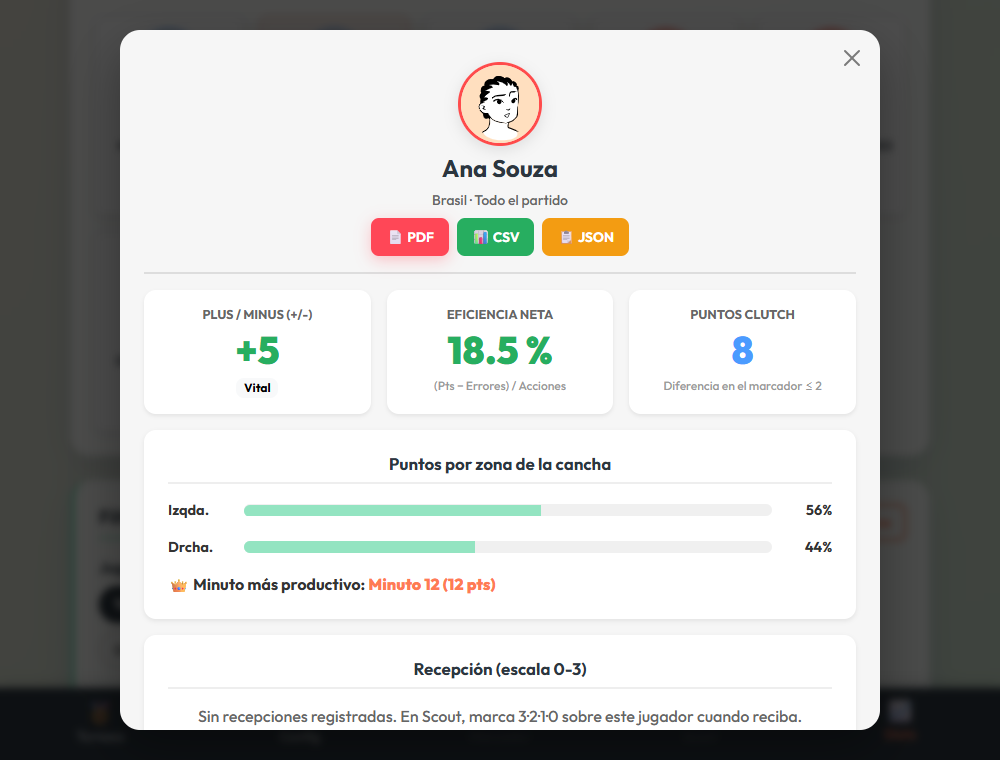 Ana Souza
Brasil · Todo el partido
PDF
CSV
JSON
PLUS / MINUS (+/-)
+5
Vital
EFICIENCIA NETA
18.5 %
(Pts − Errores) / Acciones
PUNTOS CLUTCH
8
Diferencia en el marcador ≤ 2
Puntos por zona de la cancha
Izqda. 56%
Drcha. 44%
Minuto más productivo: Minuto 12 (12 pts)
Recepción (escala 0-3)
Sin recepciones registradas. En Scout, marca 3·2·1·0 sobre este jugador cuando reciba.